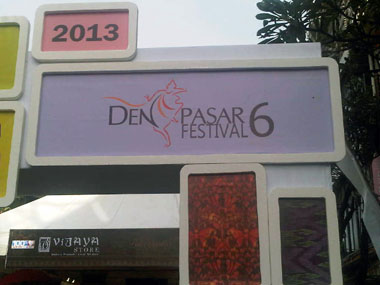 2013
DEN PASAR
FESTIVAL 6
VIJAYA
STORE